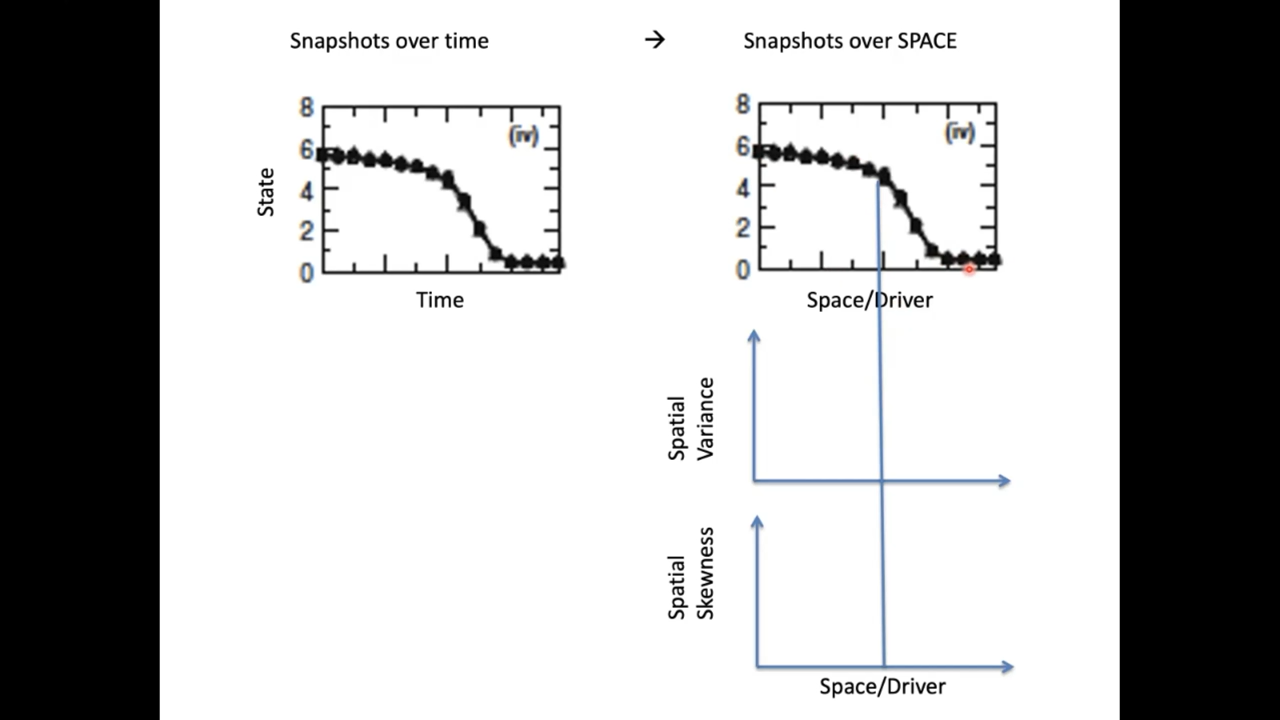 Snapshots over time
→
Snapshots over SPACE
8
6
4
2
0
State
(iv)
Time
8
6
4
2
0
(iv)
Space/Driver
Spatial
Variance
Spatial
Skewness
Space/Driver